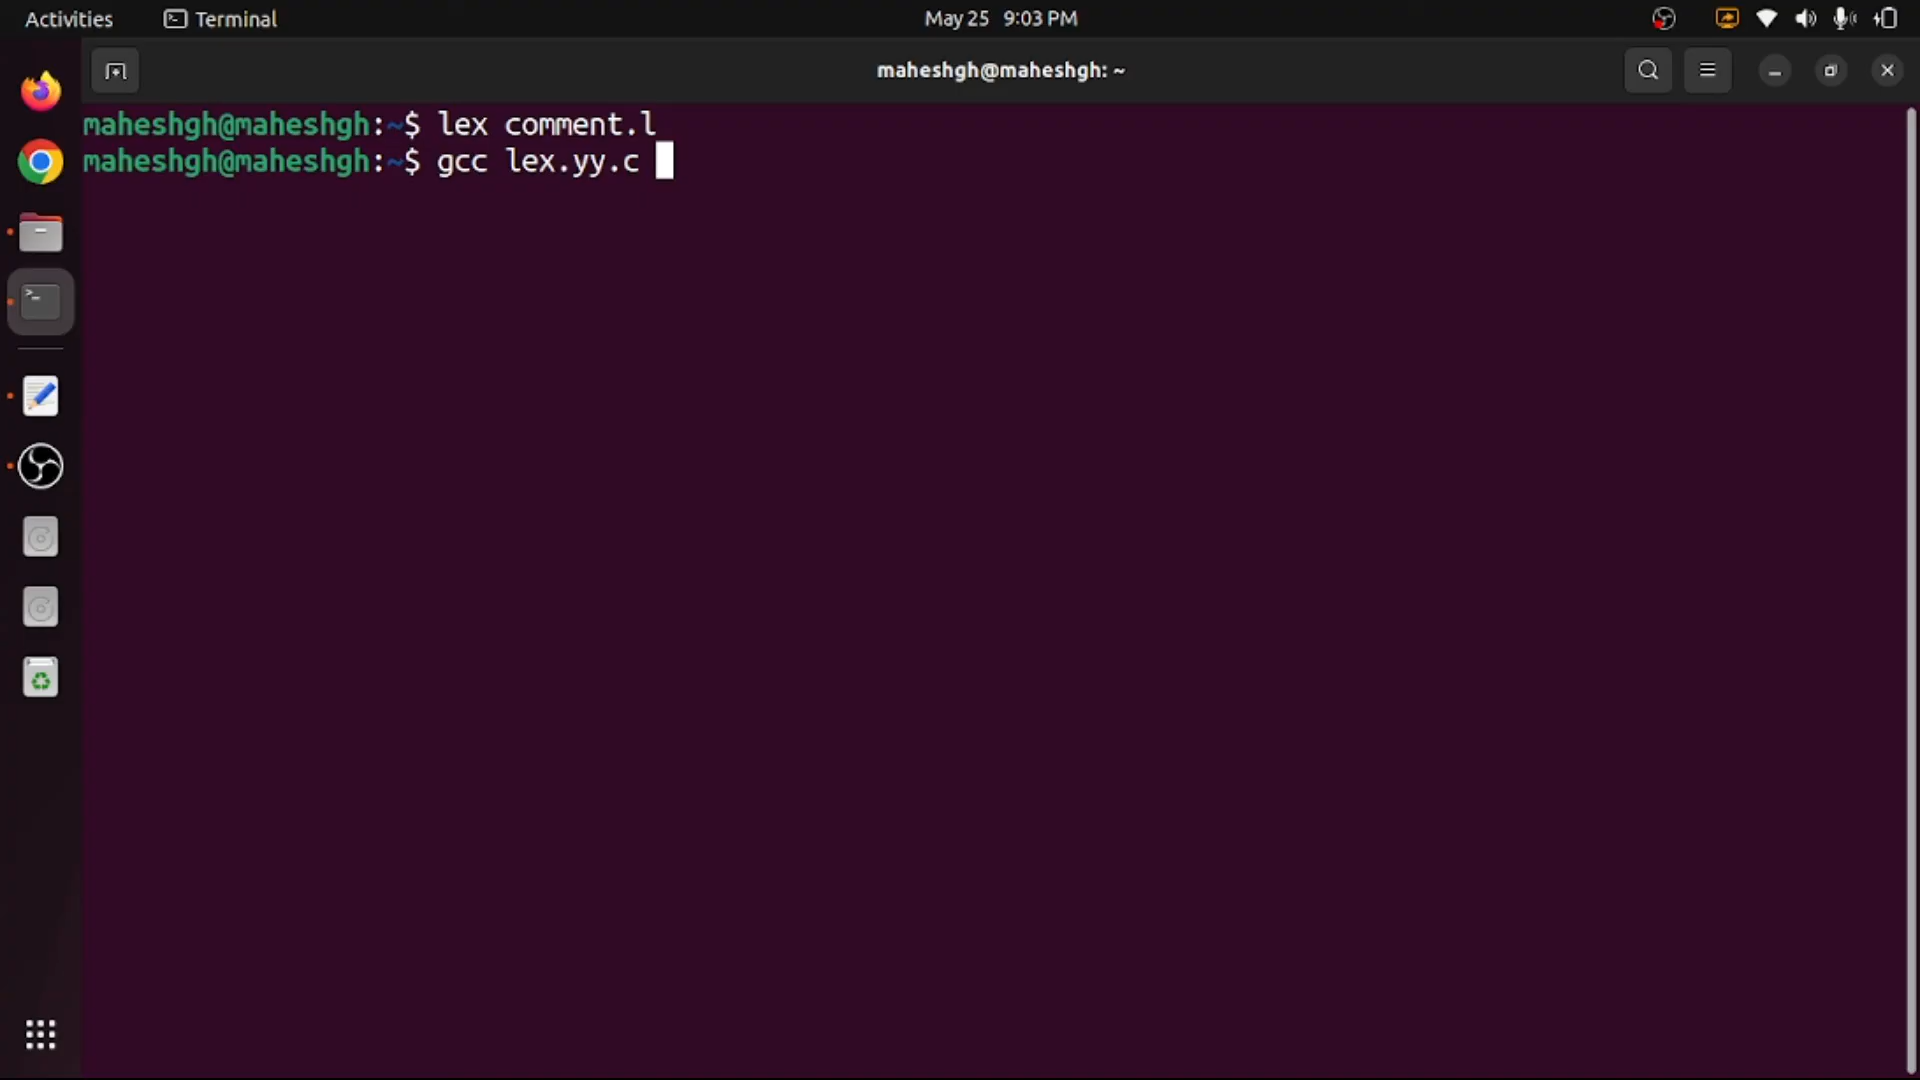 Activities Terminal May 25 9:03 PM
maheshgh@maheshgh: ~
maheshgh@maheshgh:~$ lex comment.l
maheshgh@maheshgh:~$ gcc lex.yy.c